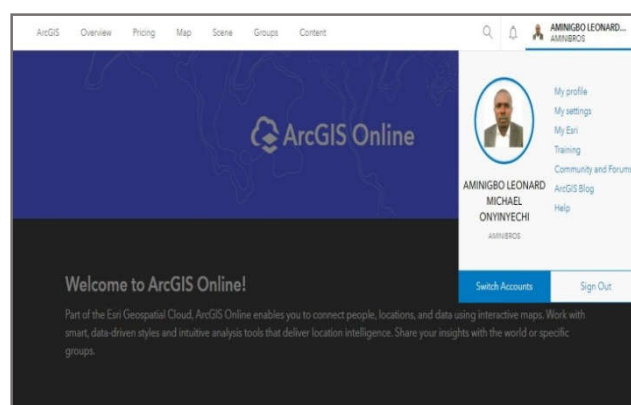 ArcGIS Overview Pricing Map Scene Groups Content AMINIGBO LEONARD...
AMINIBROS
ArcGIS Online
AMINIGBO LEONARD
MICHAEL
ONYINYECHI
AMINIBROS
My profile
My settings
My Esri
Training
Community and Forums
ArcGIS Blog
Help
Switch Accounts Sign Out
Welcome to ArcGIS Online!
Part of the Esri Geospatial Cloud, ArcGIS Online enables you to connect people, locations, and data using interactive maps. Work with
smart, data-driven styles and intuitive analysis tools that deliver location intelligence. Share your insights with the world or specific
groups.